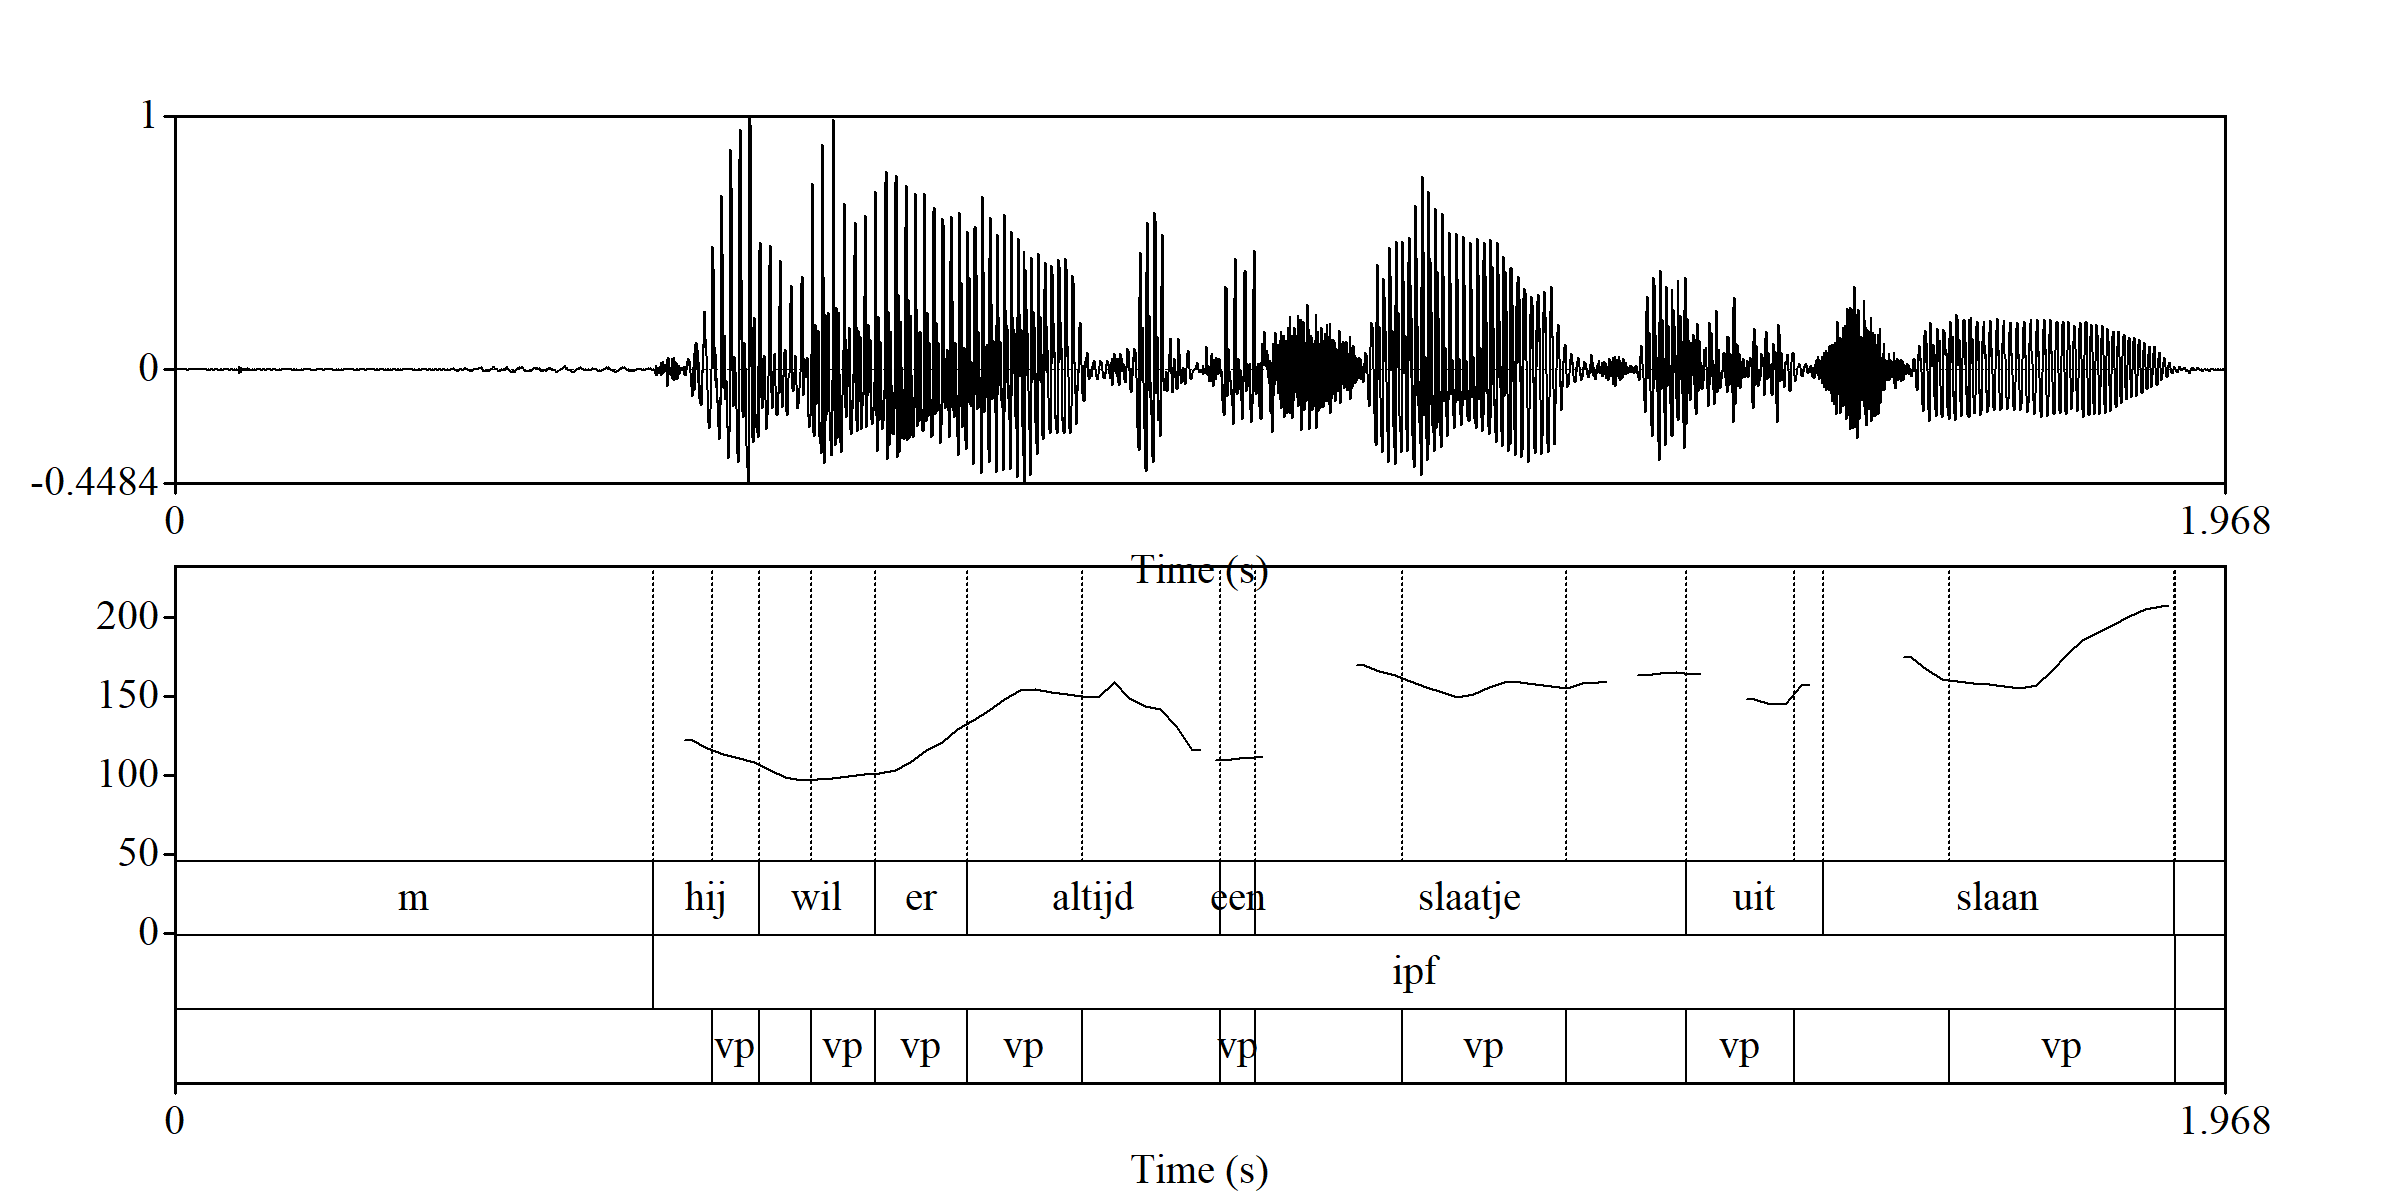 1
0
-0.4484
0 1.968
Time (s)
200
150
100
50
0
m hij wil er altijd een slaatje uit slaan
ipf
vp vp vp vp vp vp vp vp
0 1.968
Time (s)